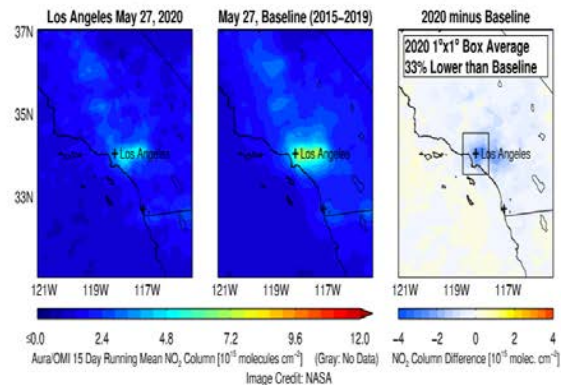 Los Angeles May 27, 2020
May 27, Baseline (2015-2019)
2020 minus Baseline
37N
35N
33N
Los Angeles
Los Angeles
2020 1°x1° Box Average
33% Lower than Baseline
Los Angeles
121W 119W 117W
121W 119W 117W
121W 119W 117W
≤0.0 2.4 4.8 7.2 9.6 12.0
-4 -2 0 2 4
Aura/OMI 15 Day Running Mean NO₂ Column [10¹⁵ molecules cm⁻²] (Gray: No Data)
NO₂ Column Difference [10¹⁵ molec. cm⁻²]
Image Credit: NASA